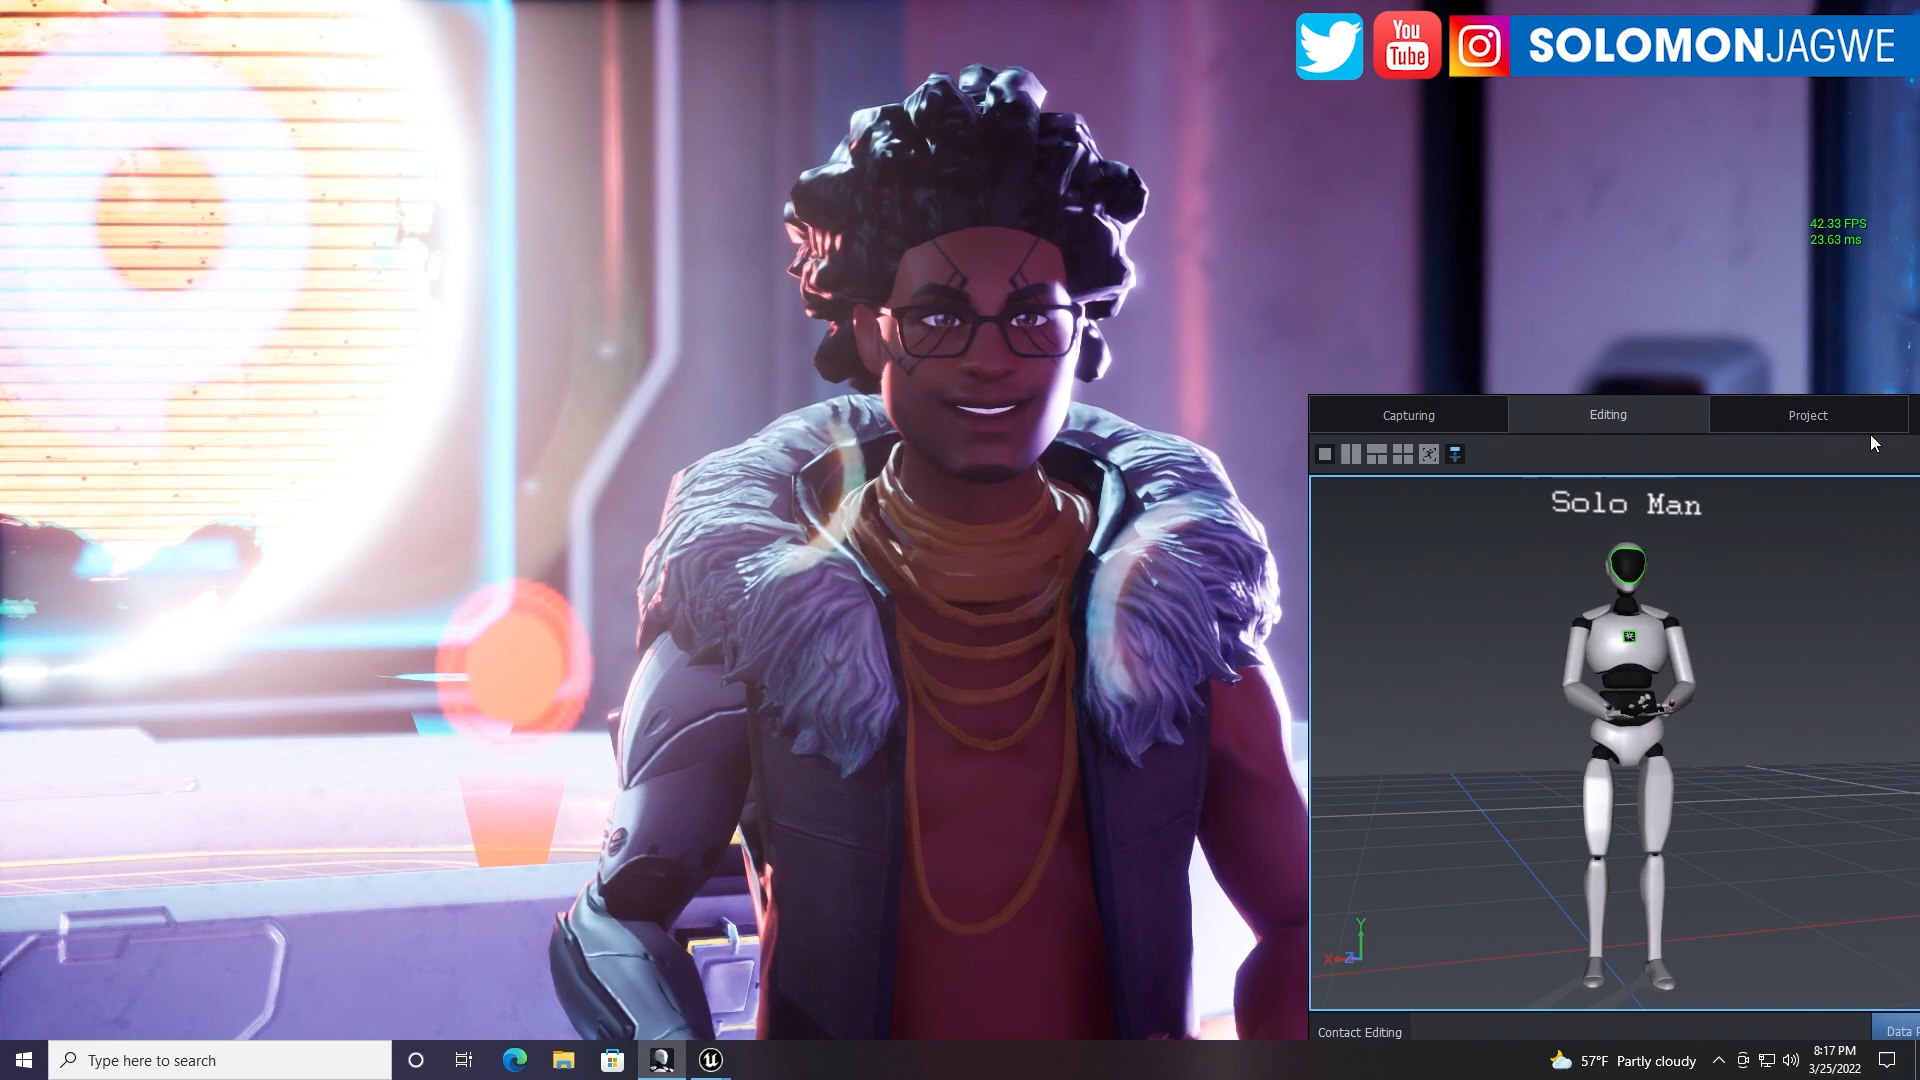 You
Tube
SOLOMONJAGWE
42.33 FPS
23.63 ms
Capturing
Editing
Project
Solo Man
Y
X
Z
Contact Editing
Data
Type here to search
57°F Partly cloudy
8:17 PM
3/25/2022